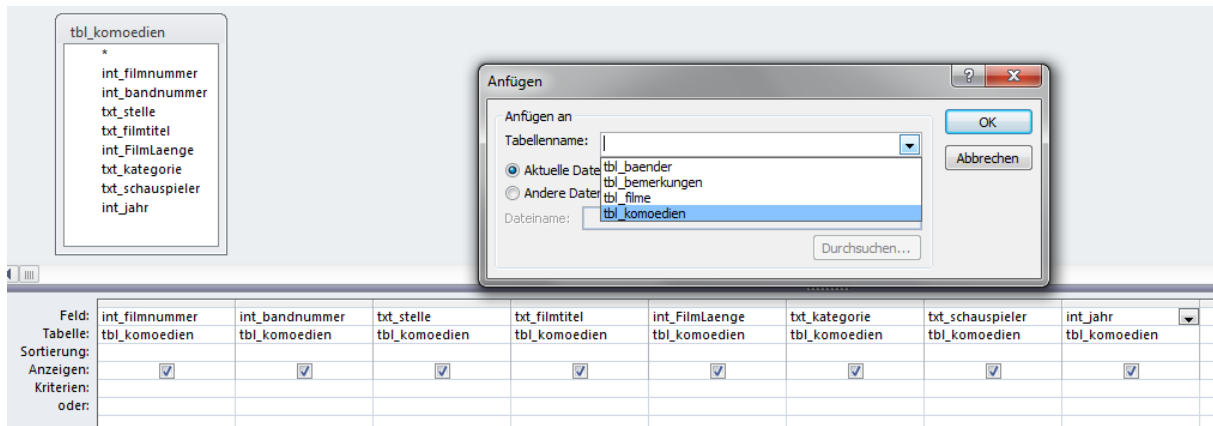 tbl_komoedien
*
int_filmnummer
int_bandnummer
txt_stelle
txt_filmtitel
int_FilmLaenge
txt_kategorie
txt_schauspieler
int_jahr
Anfügen
Anfügen an
Tabellenname:
OK
Aktuelle Date
Abbrechen
Andere Daten
Dateiname:
tbl_baender
tbl_bemerkungen
tbl_filme
tbl_komoedien
Durchsuchen...
Feld: int_filmnummer int_bandnummer txt_stelle txt_filmtitel int_FilmLaenge txt_kategorie txt_schauspieler int_jahr
Tabelle: tbl_komoedien tbl_komoedien tbl_komoedien tbl_komoedien tbl_komoedien tbl_komoedien tbl_komoedien tbl_komoedien
Sortierung:
Anzeigen:
Kriterien:
oder: